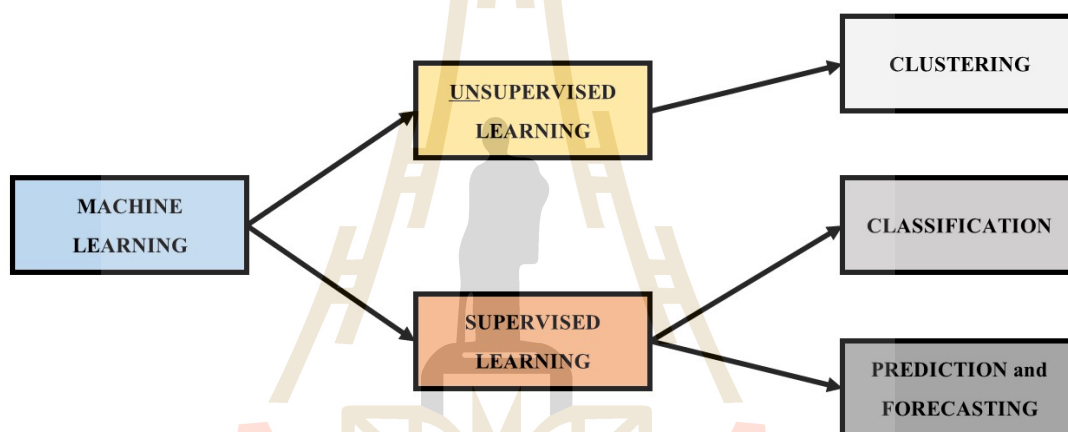 MACHINE
LEARNING
UNSUPERVISED
LEARNING
SUPERVISED
LEARNING
CLUSTERING
CLASSIFICATION
PREDICTION and
FORECASTING